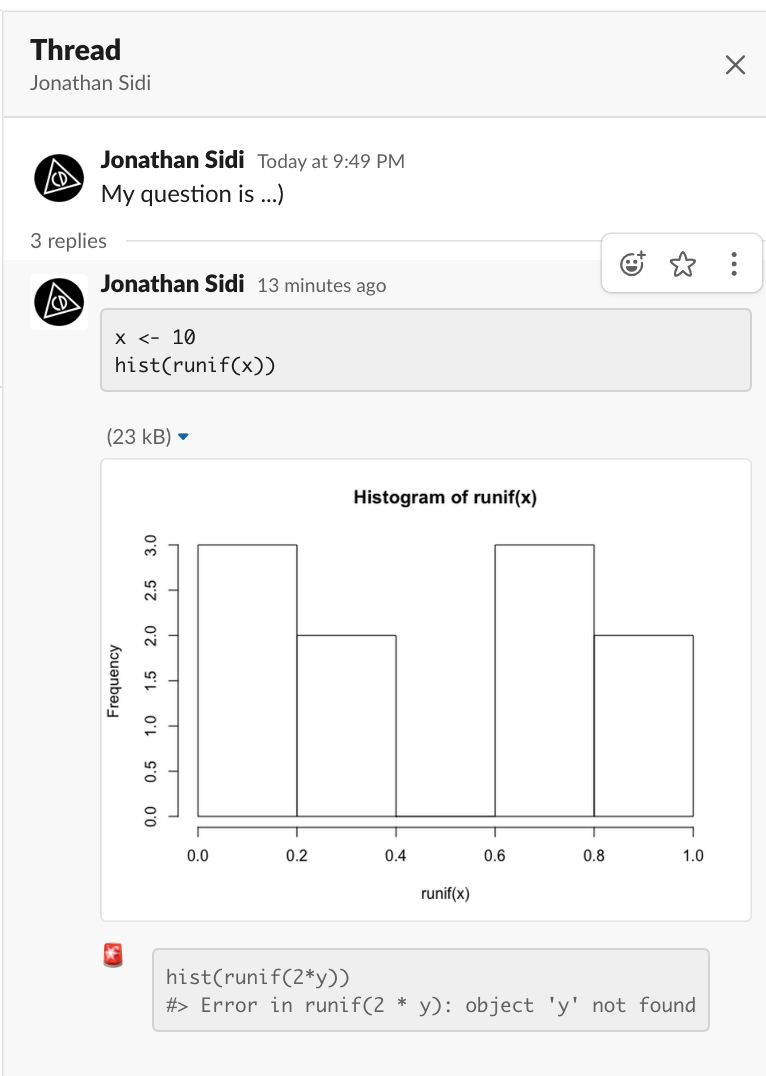 Thread
Jonathan Sidi
Jonathan Sidi Today at 9:49 PM
My question is ...)
3 replies
Jonathan Sidi 13 minutes ago
x <- 10
hist(runif(x))
(23 kB)
Histogram of runif(x)
Frequency
3.0
2.5
2.0
1.5
1.0
0.5
0.0
0.0 0.2 0.4 0.6 0.8 1.0
runif(x)
hist(runif(2*y))
#> Error in runif(2 * y): object 'y' not found